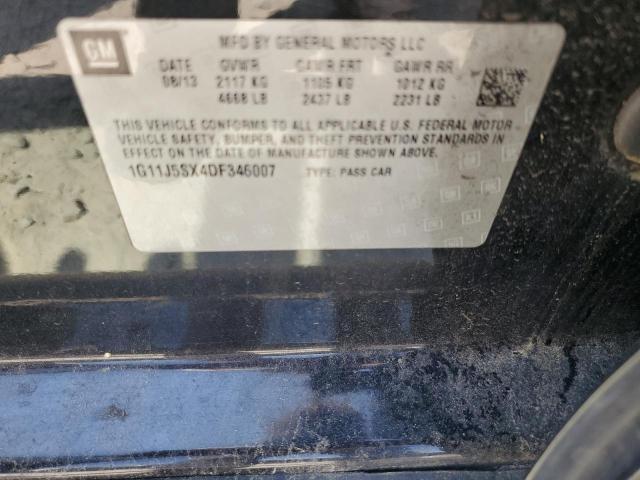 GM
MFD BY GENERAL MOTORS LLC
DATE GVWR GAWR FRT GAWR RR
08/13 2117 KG 1105 KG 1012 KG
4668 LB 2437 LB 2231 LB
THIS VEHICLE CONFORMS TO ALL APPLICABLE U.S. FEDERAL MOTOR
VEHICLE SAFETY, BUMPER, AND THEFT PREVENTION STANDARDS IN
EFFECT ON THE DATE OF MANUFACTURE SHOWN ABOVE.
1G11J5SX4DF346007 TYPE: PASS CAR